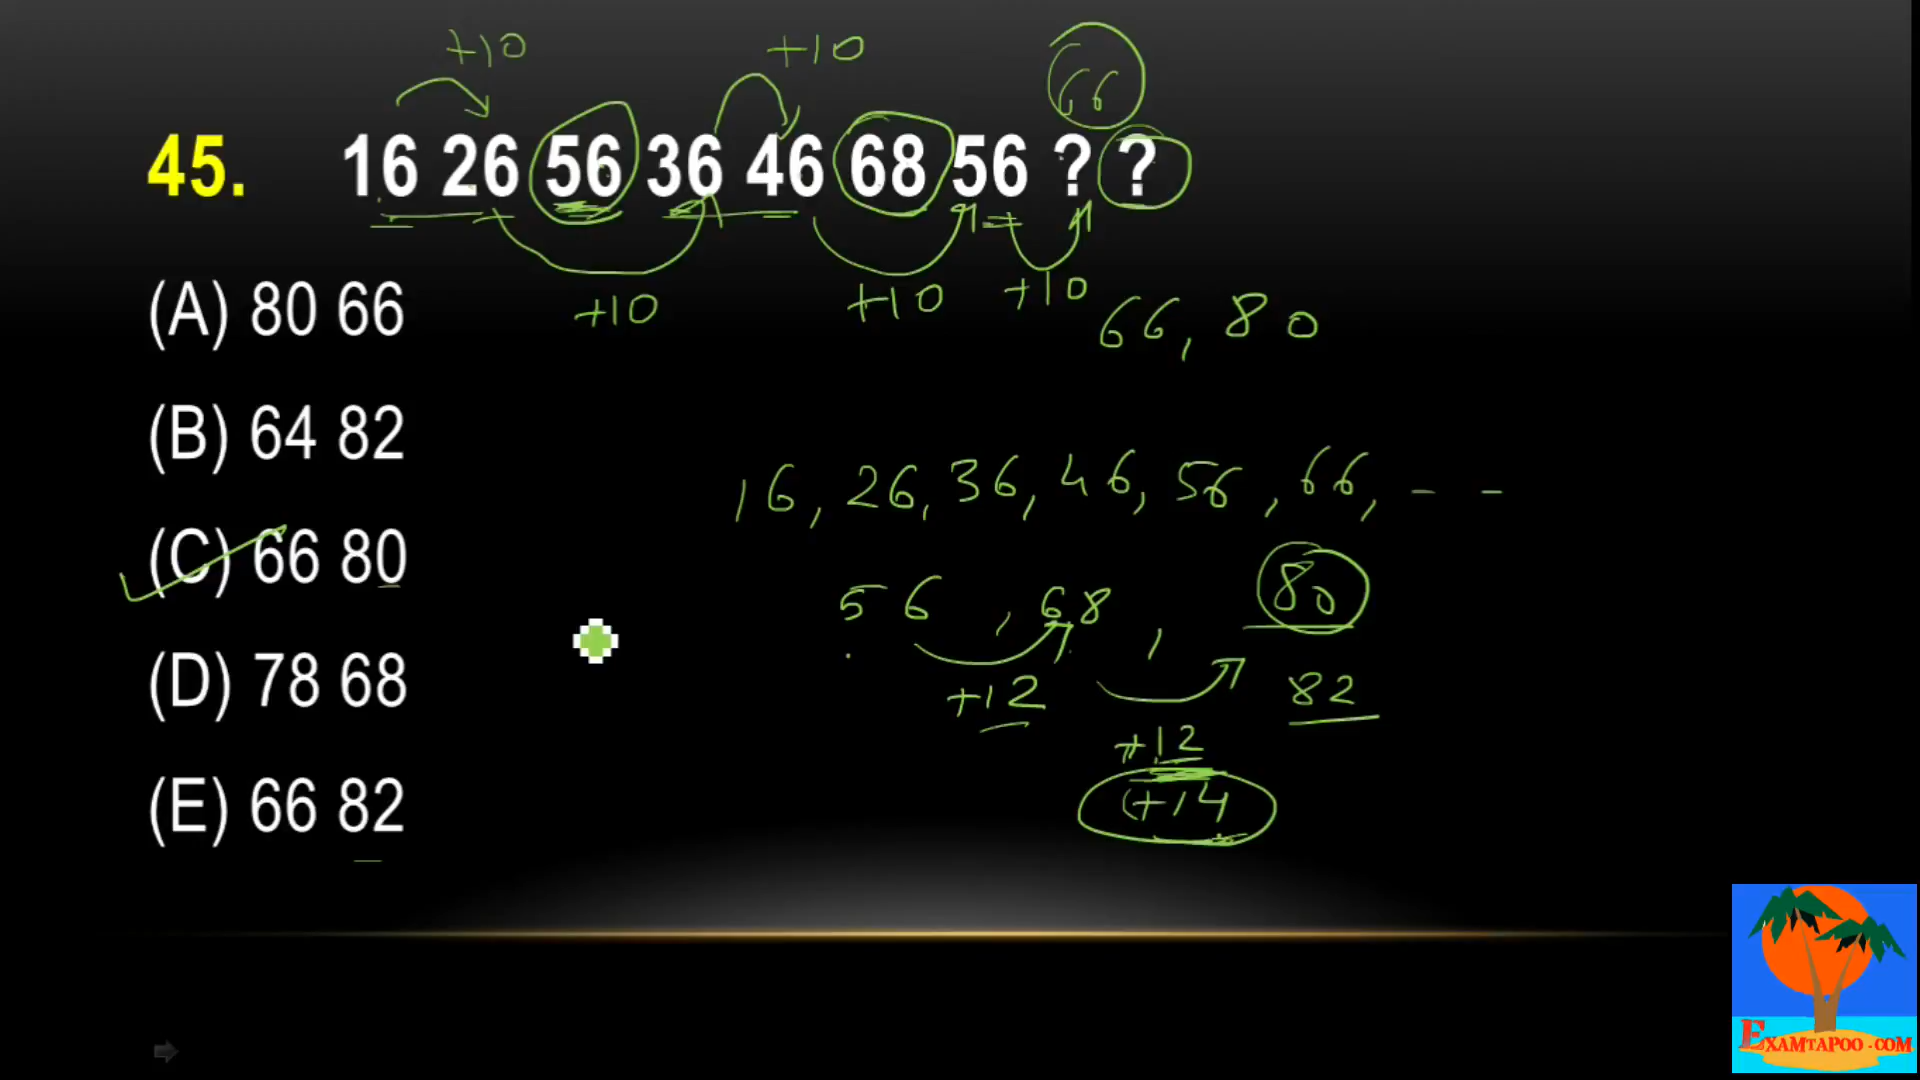 +10 +10 66
45. 16 26 56 36 46 68 56 ? ?
+10 +10 +10
66, 80
(A) 80 66
(B) 64 82
16, 26, 36, 46, 56, 66, - -
(C) 66 80
56 , 68 , 80
(D) 78 68
+12 82
+12
+14
(E) 66 82
EXAMTAPOO.COM